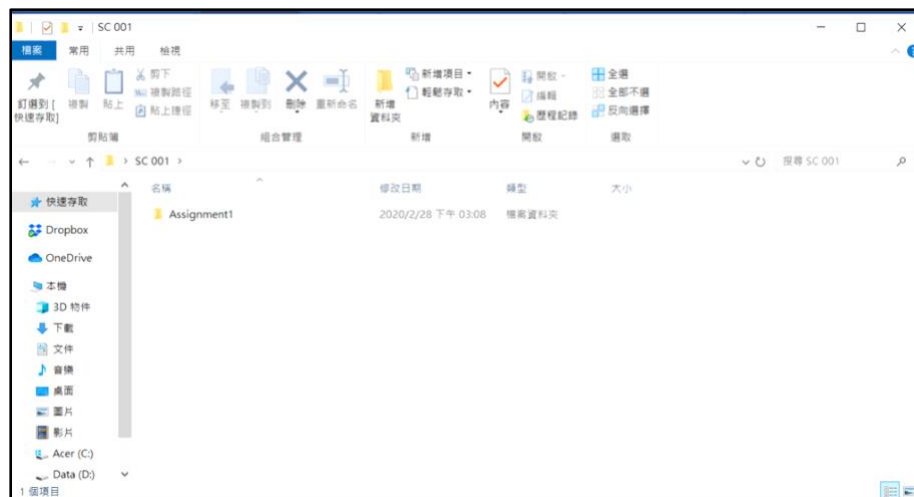 SC 001
檔案 常用 共用 檢視
釘選到 [
快速存取]
複製
貼上
剪下
複製路徑
貼上捷徑
剪貼簿
移至 複製到 刪除 重新命名
組合管理
新增
資料夾
新增項目
輕鬆存取
新增
內容
開啟
編輯
歷程記錄
開啟
全選
全部不選
反向選擇
選取
SC 001
搜尋 SC 001
名稱 修改日期 類型 大小
Assignment1 2020/2/28 下午 03:08 檔案資料夾
快速存取
Dropbox
OneDrive
本機
3D 物件
下載
文件
音樂
桌面
圖片
影片
Acer (C:)
Data (D:)
1 個項目